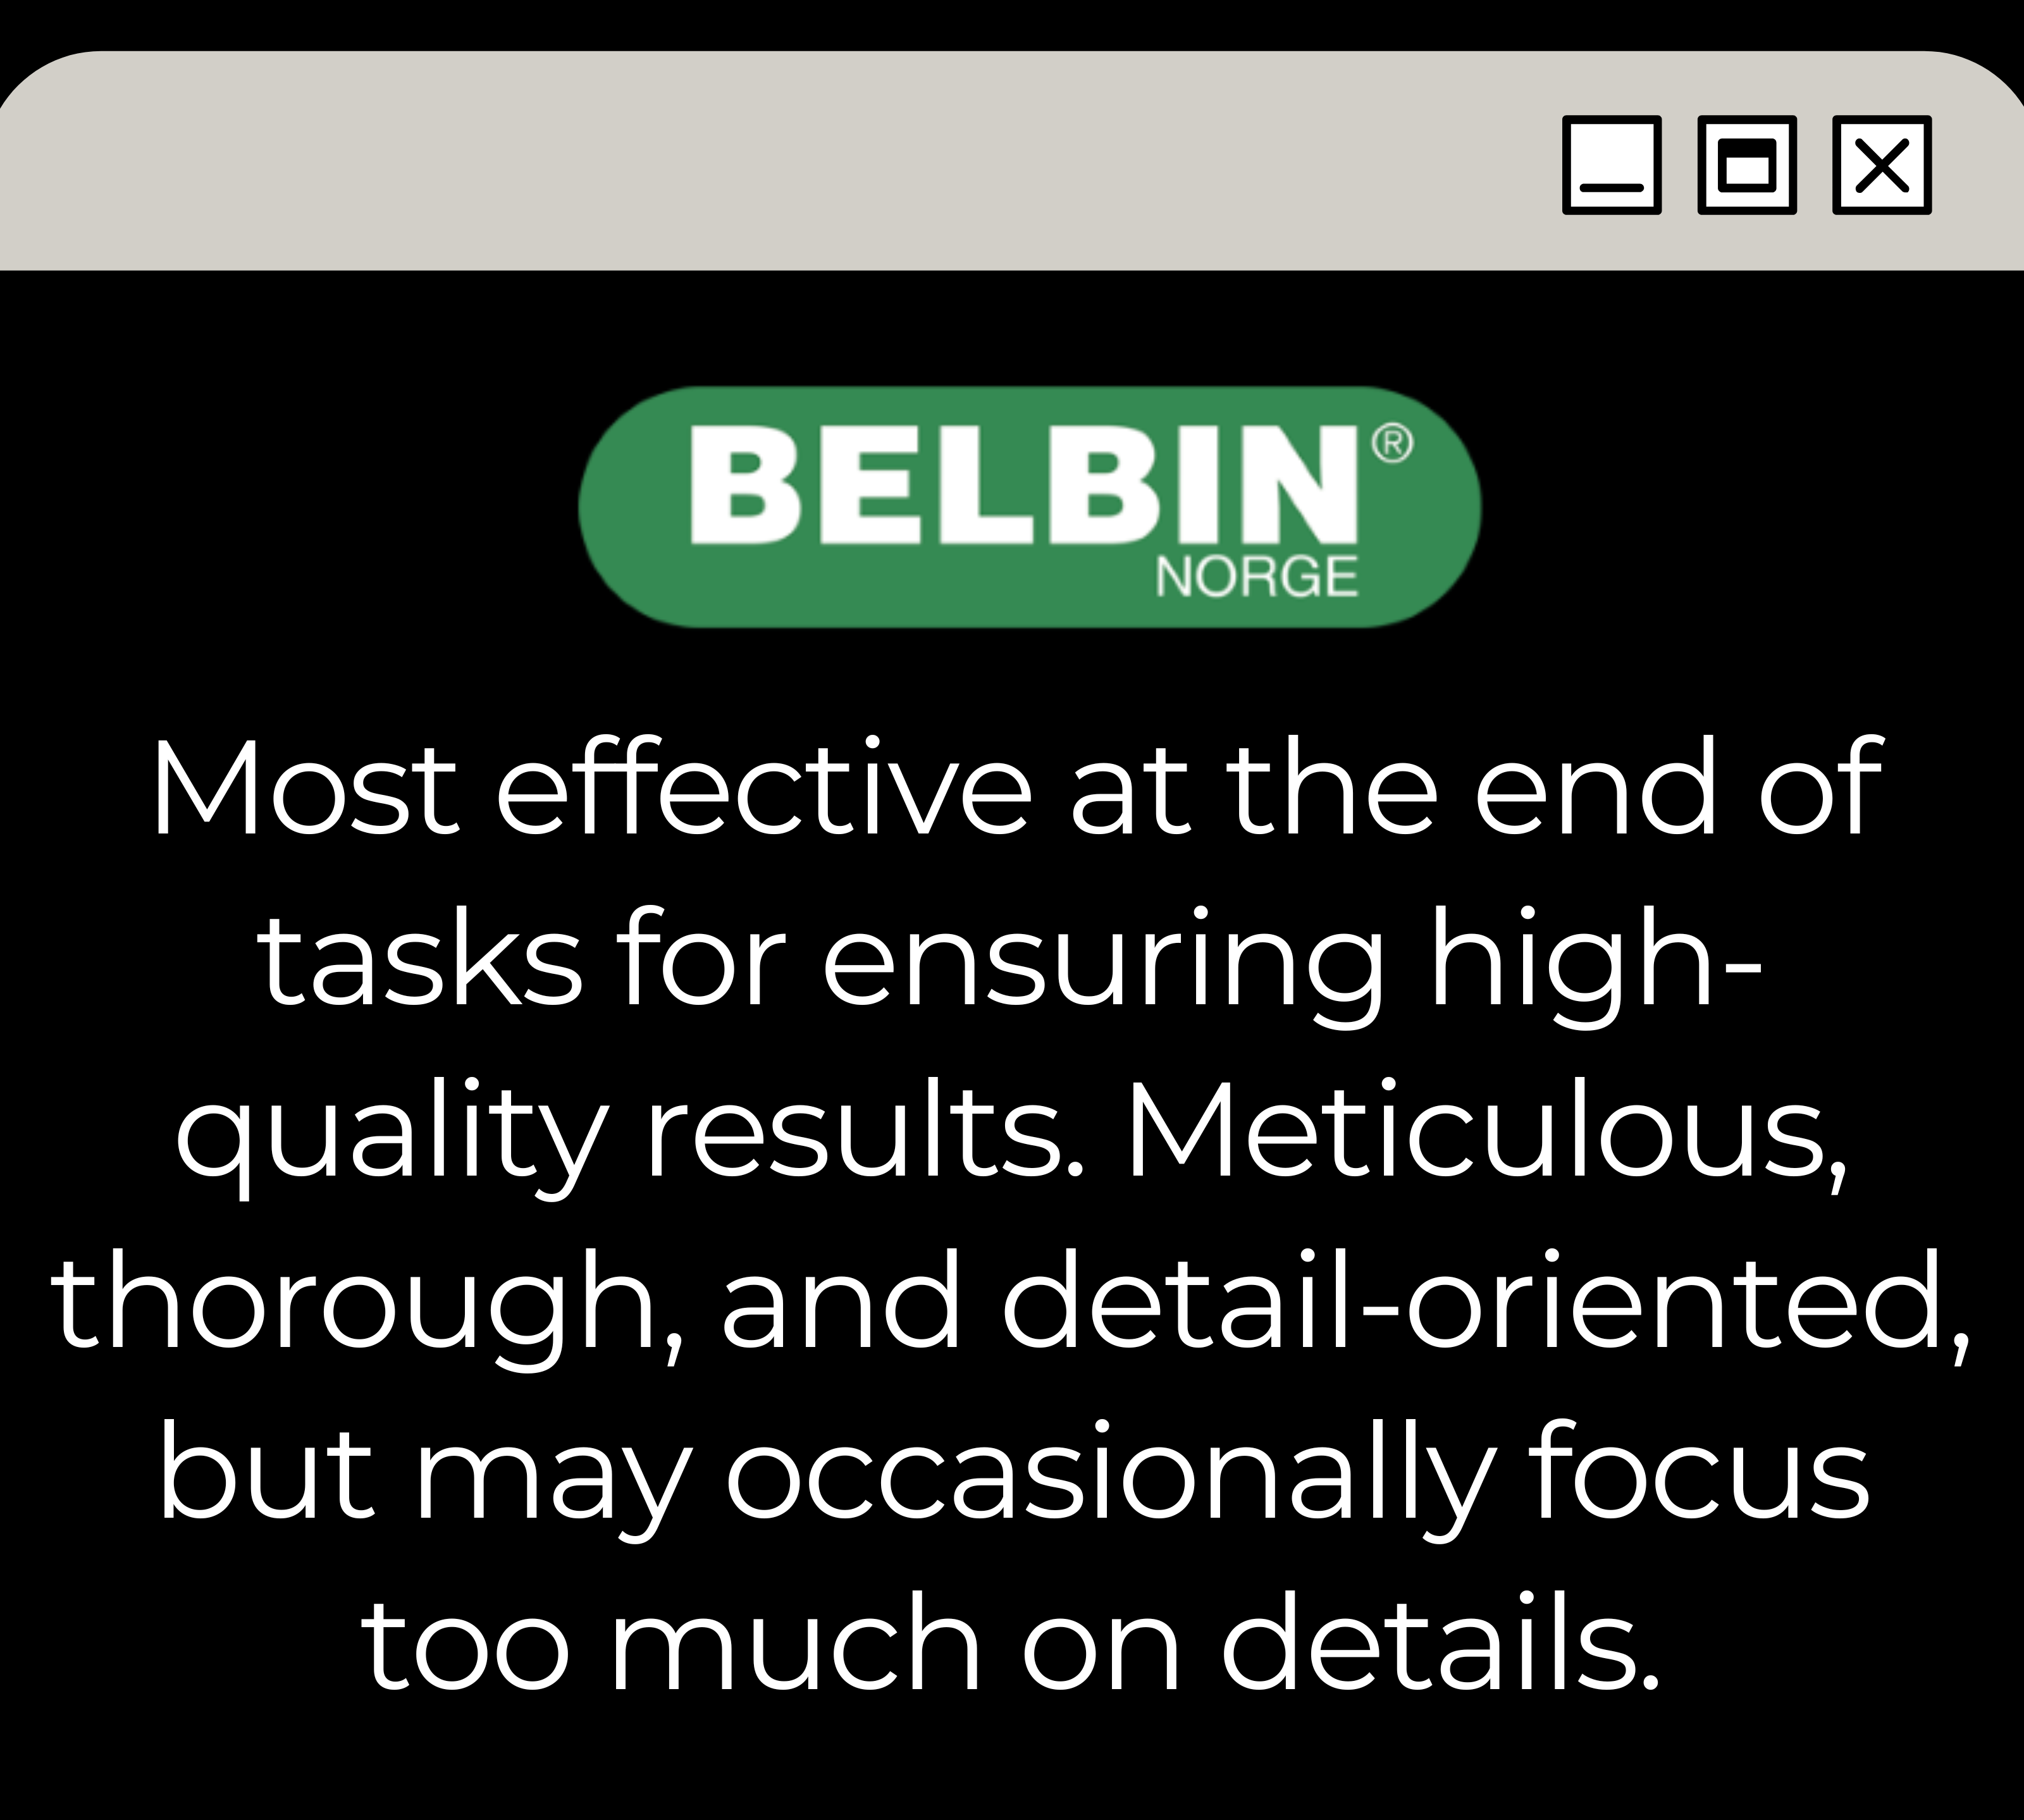 BELBIN®
NORGE
Most effective at the end of
tasks for ensuring high-
quality results. Meticulous,
thorough, and detail-oriented,
but may occasionally focus
too much on details.